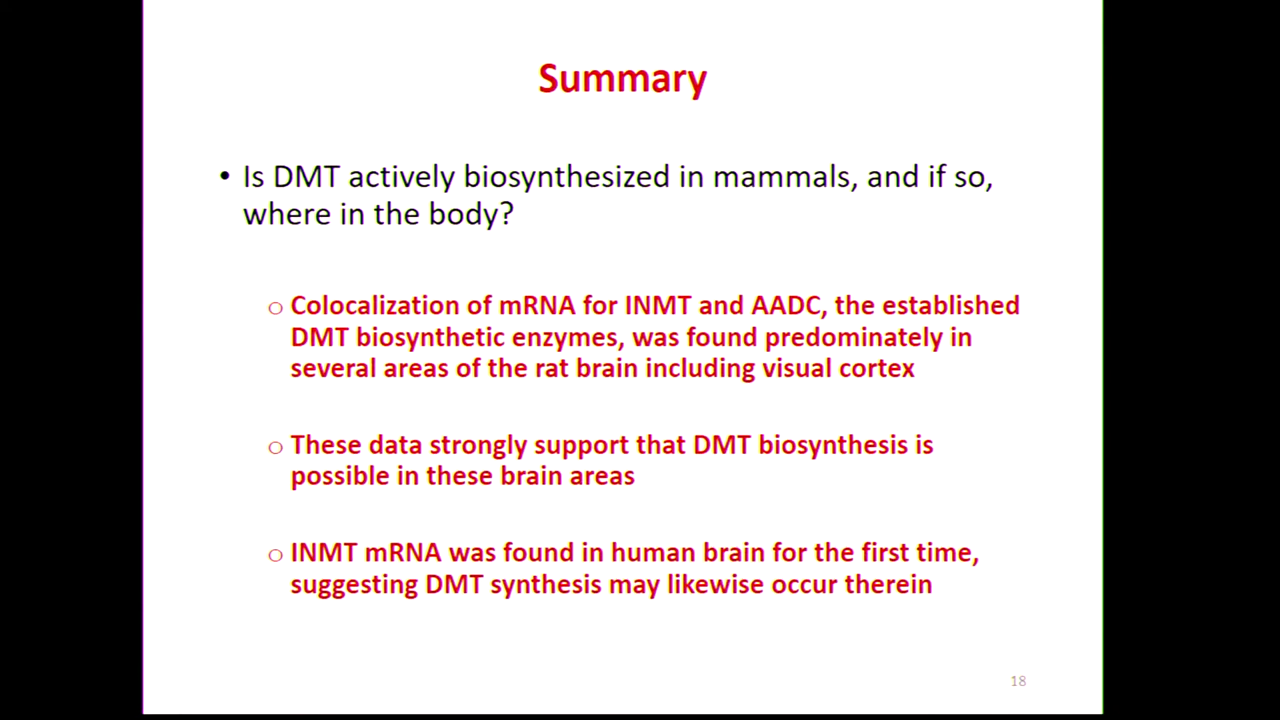 Summary
• Is DMT actively biosynthesized in mammals, and if so,
where in the body?
○ Colocalization of mRNA for INMT and AADC, the established
DMT biosynthetic enzymes, was found predominately in
several areas of the rat brain including visual cortex
○ These data strongly support that DMT biosynthesis is
possible in these brain areas
○ INMT mRNA was found in human brain for the first time,
suggesting DMT synthesis may likewise occur therein
18